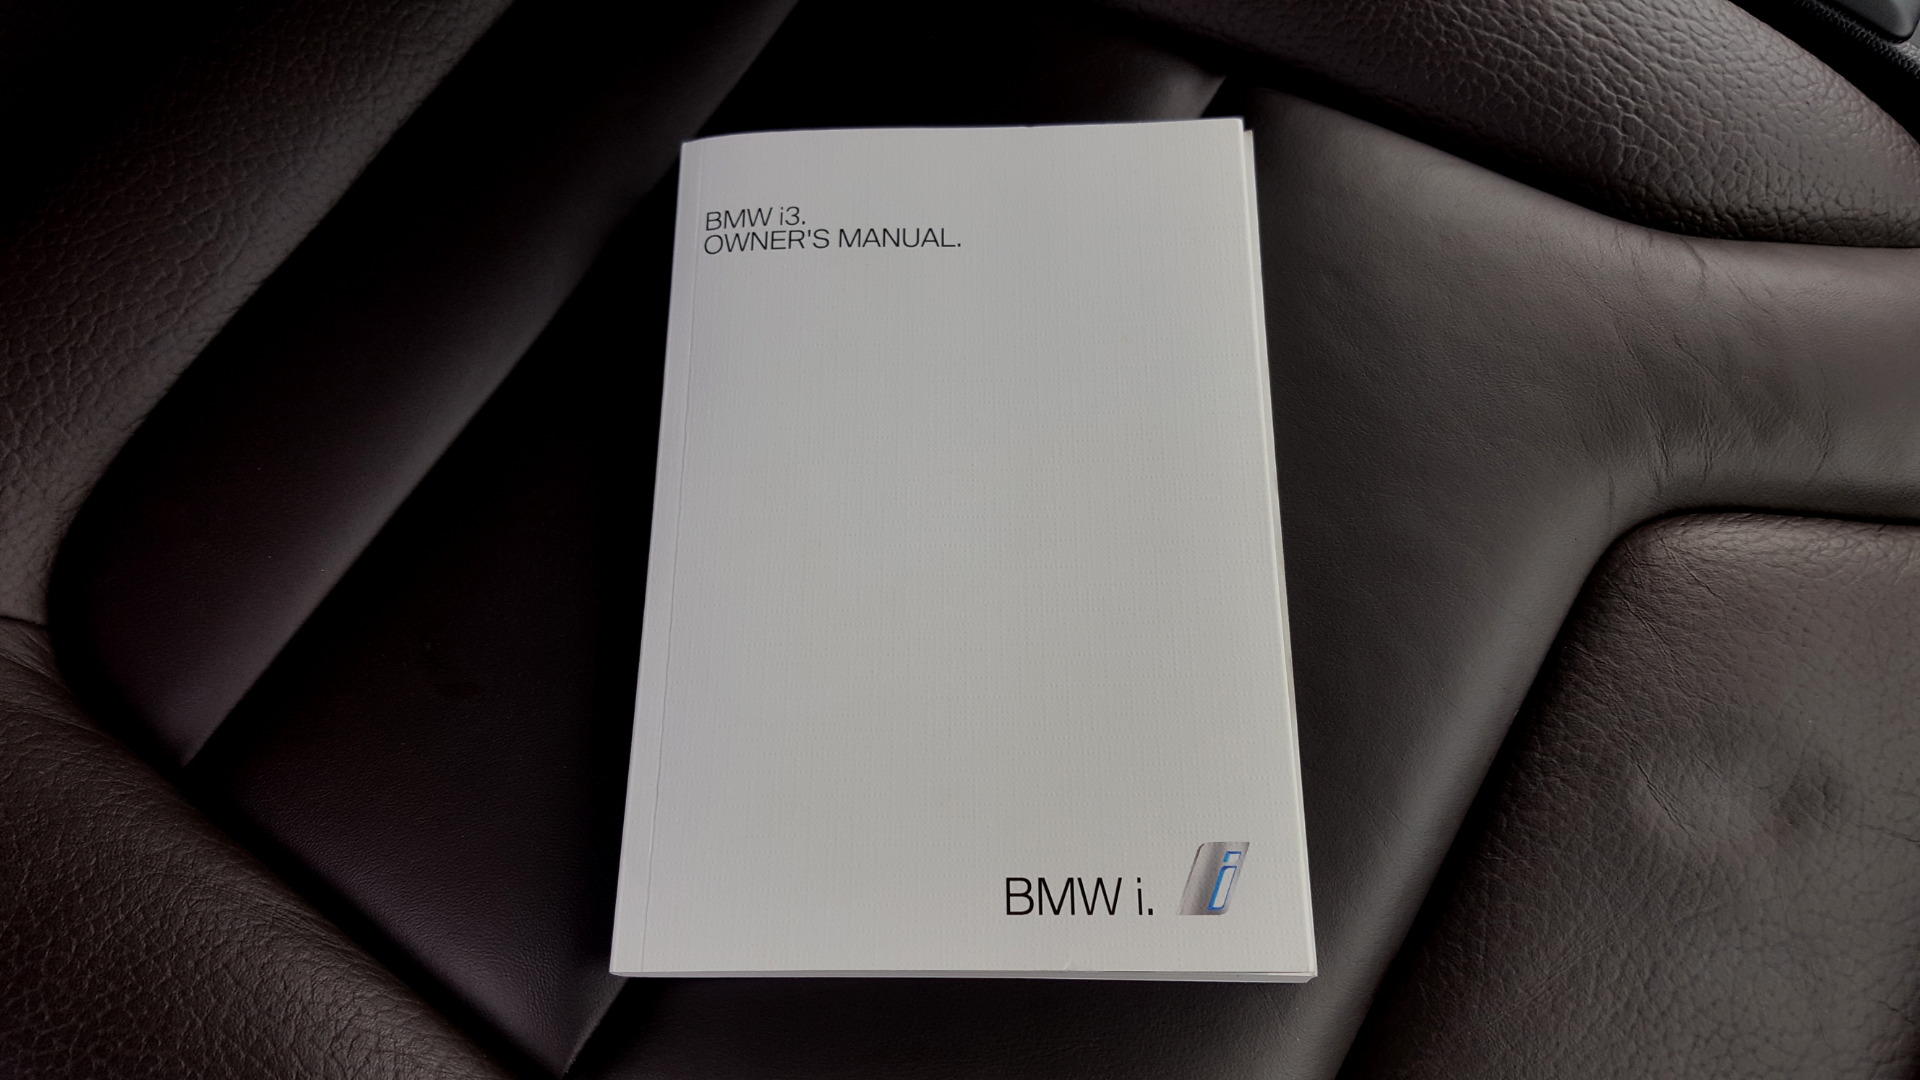 BMW i3.
OWNER'S MANUAL.
BMW i. i